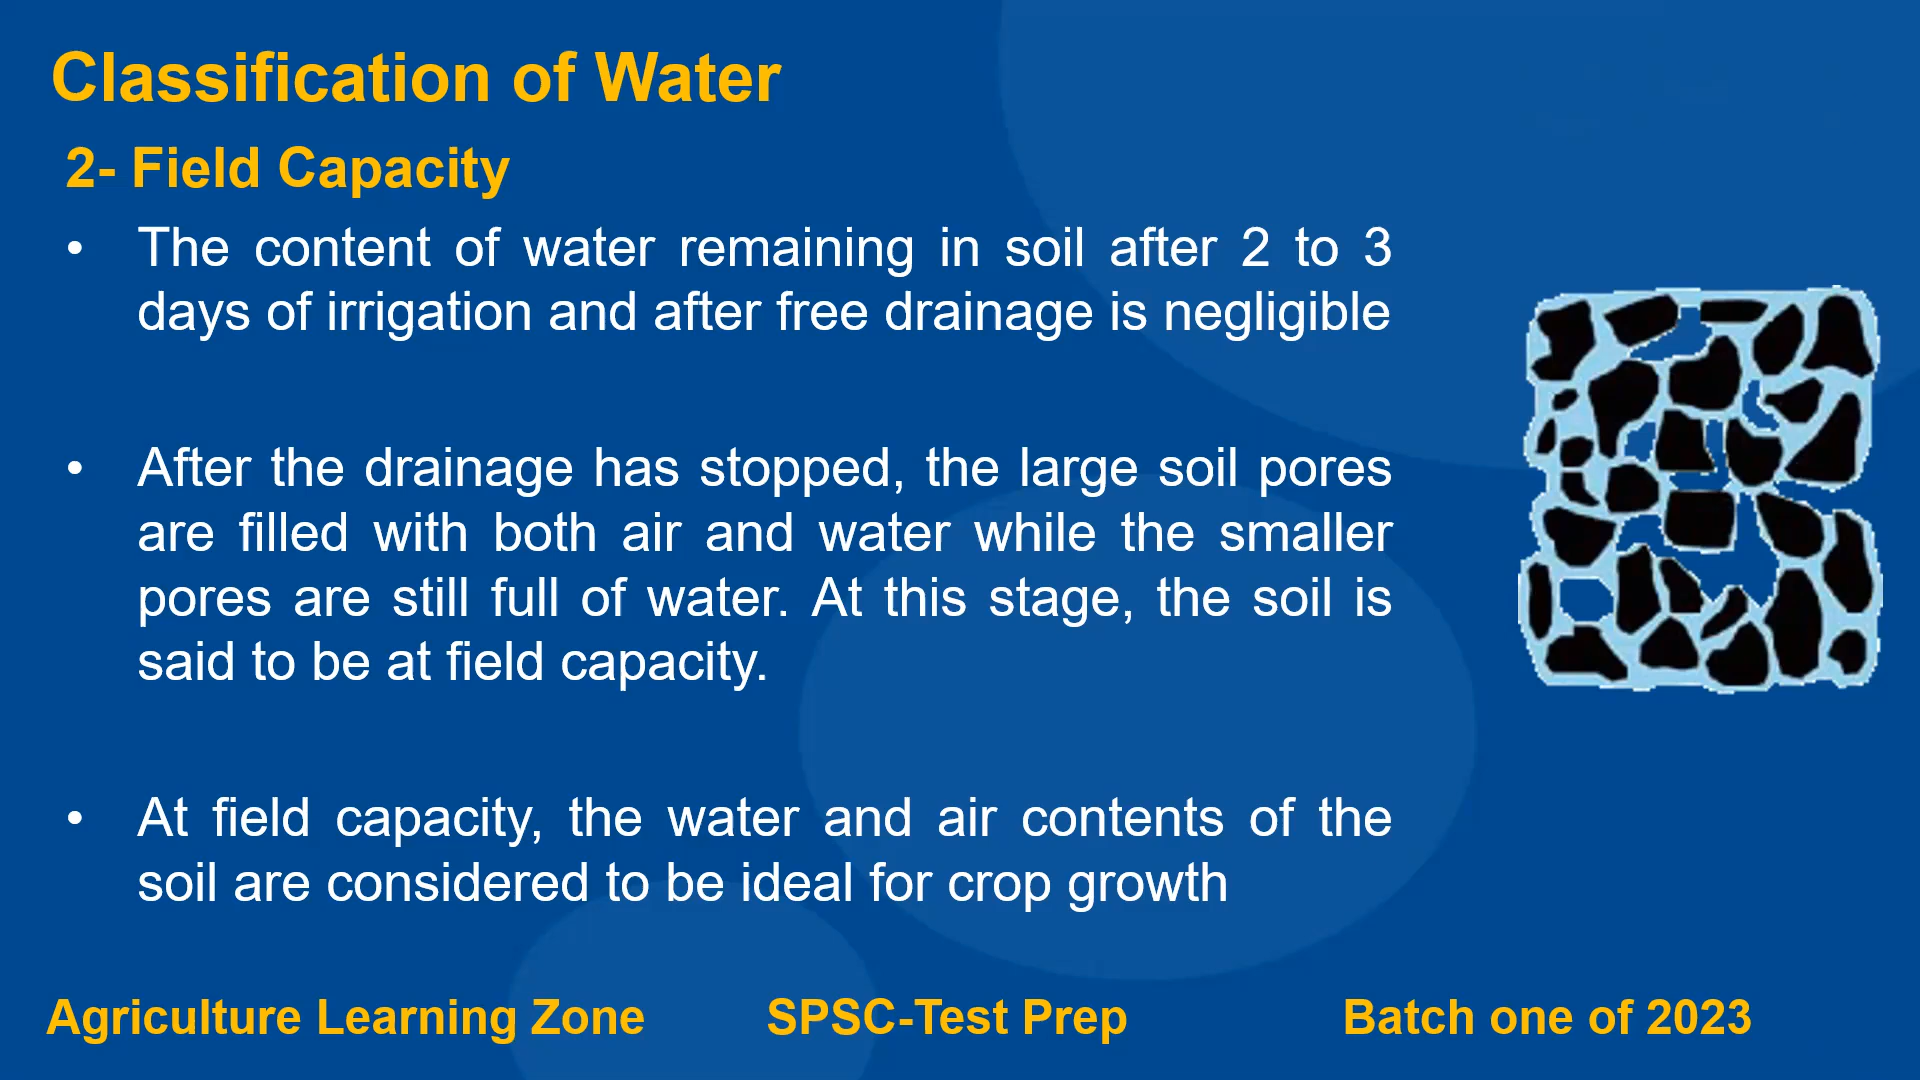 Classification of Water
2- Field Capacity
• The content of water remaining in soil after 2 to 3
days of irrigation and after free drainage is negligible
• After the drainage has stopped, the large soil pores
are filled with both air and water while the smaller
pores are still full of water. At this stage, the soil is
said to be at field capacity.
• At field capacity, the water and air contents of the
soil are considered to be ideal for crop growth
Agriculture Learning Zone SPSC-Test Prep Batch one of 2023